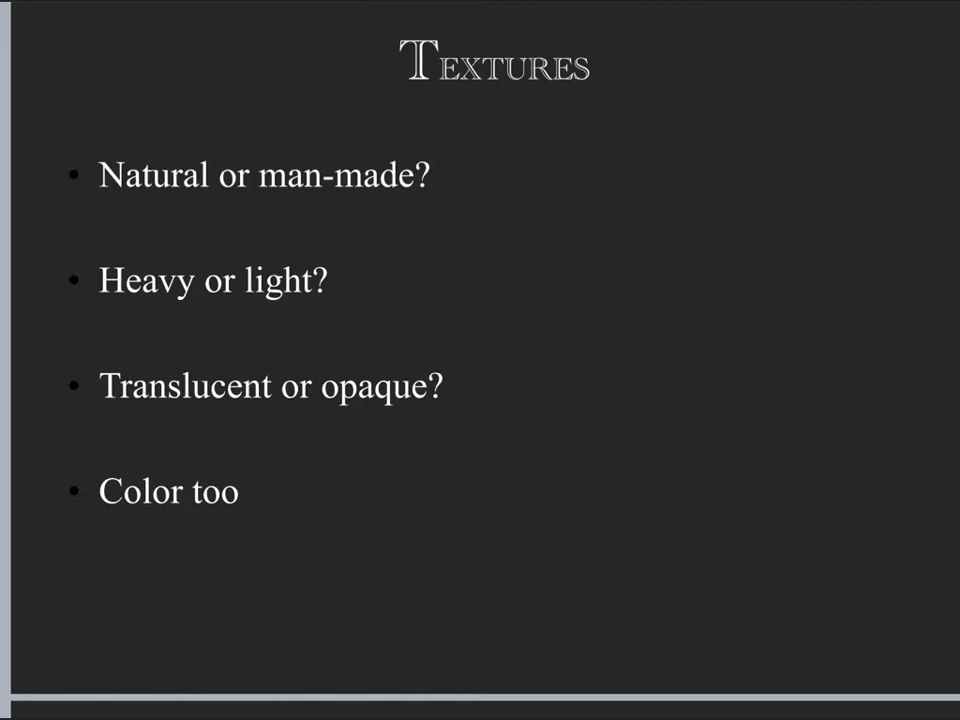 TEXTURES
• Natural or man-made?
• Heavy or light?
• Translucent or opaque?
• Color too